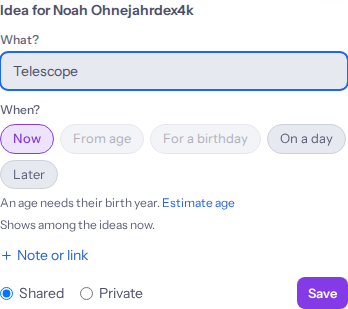 Idea for Noah Ohnejahrdex4k
What?
Telescope
When?
Now From age For a birthday On a day
Later
An age needs their birth year. Estimate age
Shows among the ideas now.
+ Note or link
Shared Private Save